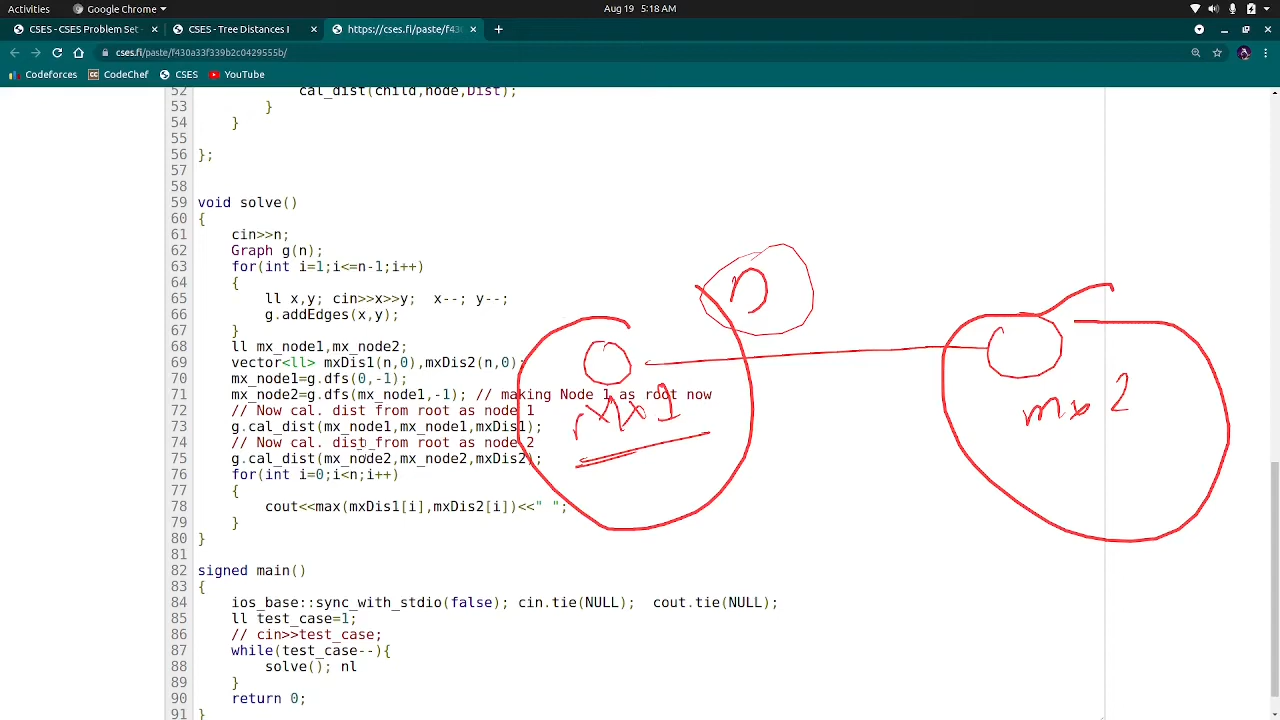 Activities
Google Chrome
Aug 19 5:18 AM
CSES - CSES Problem Set -
CSES - Tree Distances I
https://cses.fi/paste/f430
cses.fi/paste/f430a33f339b2c0429555b/
Codeforces
CodeChef
CSES
YouTube
52 cal_dist(child,node,Dist);
53 }
54 }
55
56 };
57
58
59 void solve()
60 {
61 cin>>n;
62 Graph g(n);
63 for(int i=1;i<=n-1;i++)
64 {
65 ll x,y; cin>>x>>y; x--; y--;
66 g.addEdges(x,y);
67 }
68 ll mx_node1,mx_node2;
69 vector<ll> mxDis1(n,0),mxDis2(n,0);
70 mx_node1=g.dfs(0,-1);
71 mx_node2=g.dfs(mx_node1,-1); // making Node 1 as root now
72 // Now cal. dist from root as node 1
73 g.cal_dist(mx_node1,mx_node1,mxDis1);
74 // Now cal. dist from root as node 2
75 g.cal_dist(mx_node2,mx_node2,mxDis2);
76 for(int i=0;i<n;i++)
77 {
78 cout<<max(mxDis1[i],mxDis2[i])<<" ";
79 }
80 }
81
82 signed main()
83 {
84 ios_base::sync_with_stdio(false); cin.tie(NULL); cout.tie(NULL);
85 ll test_case=1;
86 // cin>>test_case;
87 while(test_case--){
88 solve(); nl
89 }
90 return 0;
91 }
n
mx 1
mx 2